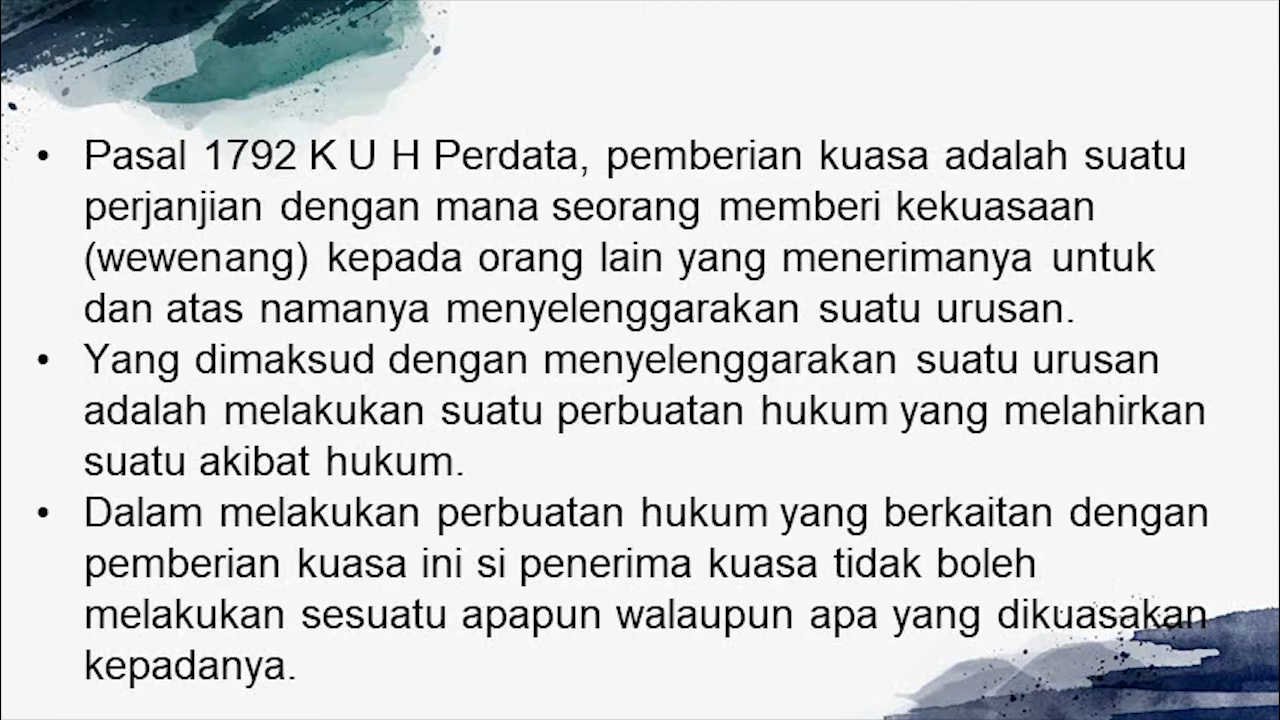 • Pasal 1792 K U H Perdata, pemberian kuasa adalah suatu
perjanjian dengan mana seorang memberi kekuasaan
(wewenang) kepada orang lain yang menerimanya untuk
dan atas namanya menyelenggarakan suatu urusan.
• Yang dimaksud dengan menyelenggarakan suatu urusan
adalah melakukan suatu perbuatan hukum yang melahirkan
suatu akibat hukum.
• Dalam melakukan perbuatan hukum yang berkaitan dengan
pemberian kuasa ini si penerima kuasa tidak boleh
melakukan sesuatu apapun walaupun apa yang dikuasakan
kepadanya.